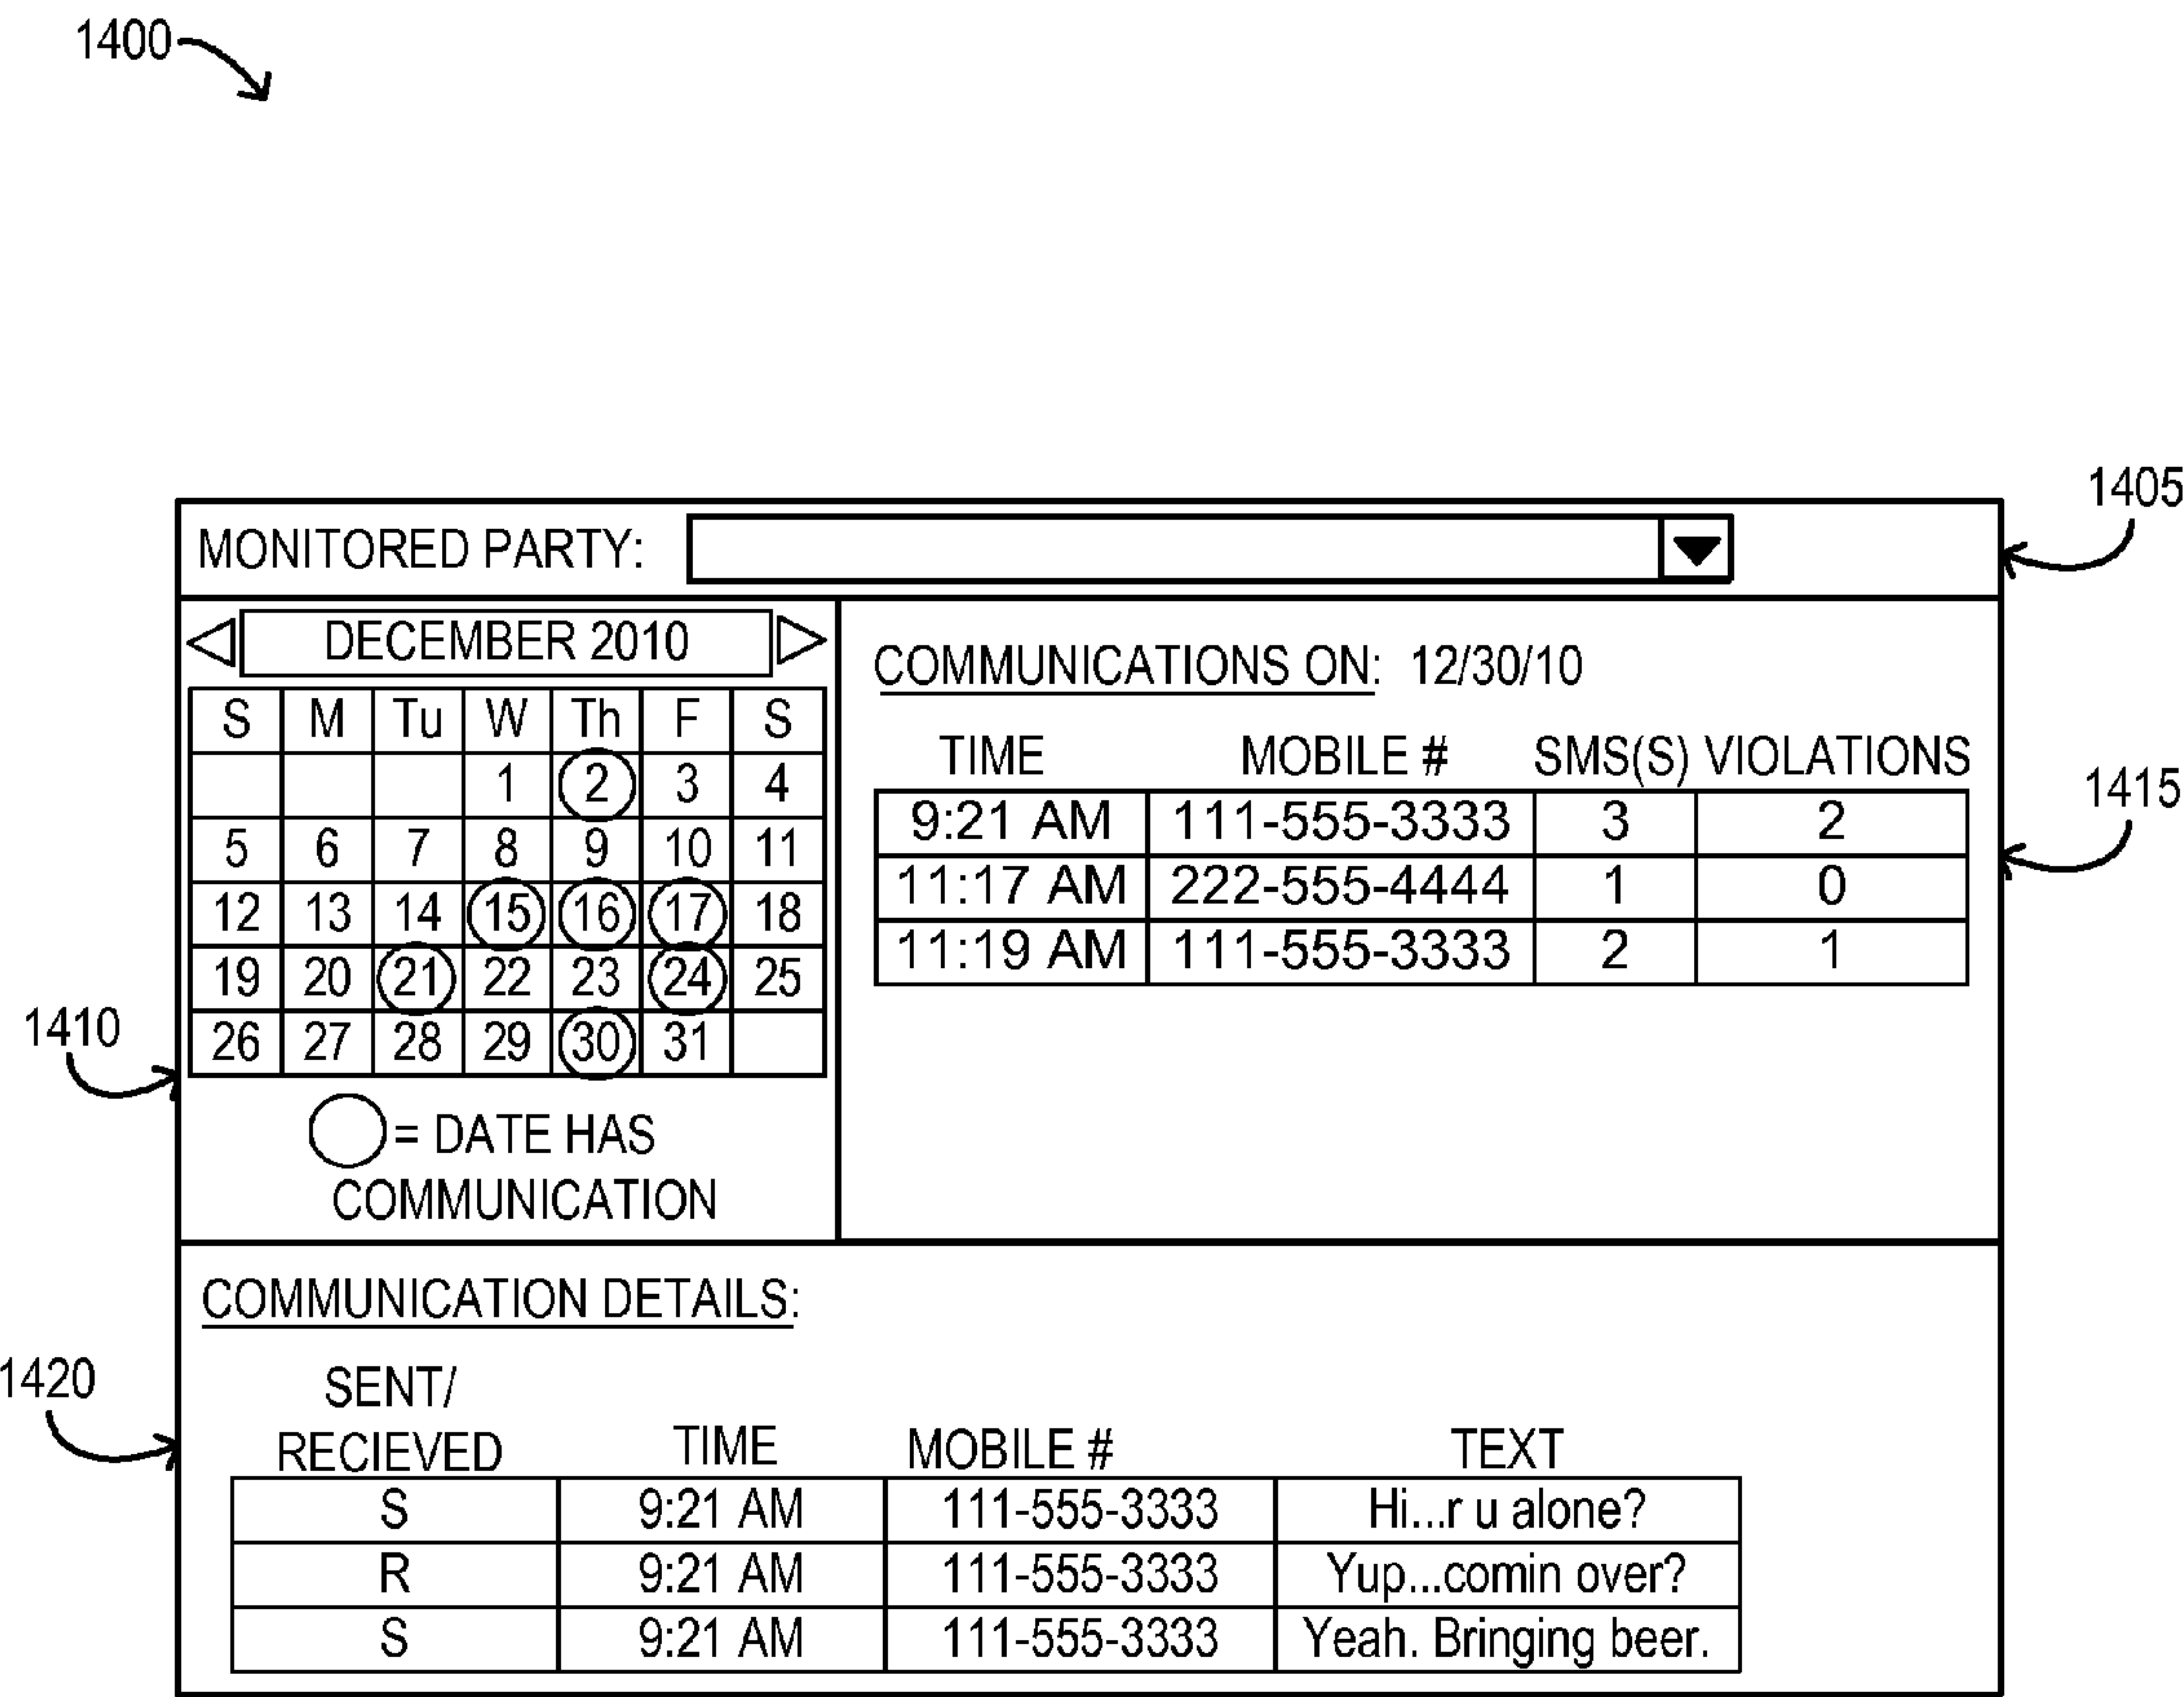 1400
1405
MONITORED PARTY:
DECEMBER 2010
S M Tu W Th F S
1 2 3 4
5 6 7 8 9 10 11
12 13 14 15 16 17 18
19 20 21 22 23 24 25
26 27 28 29 30 31
= DATE HAS
COMMUNICATION
1410
COMMUNICATIONS ON: 12/30/10
TIME MOBILE # SMS(S) VIOLATIONS
9:21 AM 111-555-3333 3 2
11:17 AM 222-555-4444 1 0
11:19 AM 111-555-3333 2 1
1415
COMMUNICATION DETAILS:
1420
SENT/
RECIEVED TIME MOBILE # TEXT
S 9:21 AM 111-555-3333 Hi...r u alone?
R 9:21 AM 111-555-3333 Yup...comin over?
S 9:21 AM 111-555-3333 Yeah. Bringing beer.